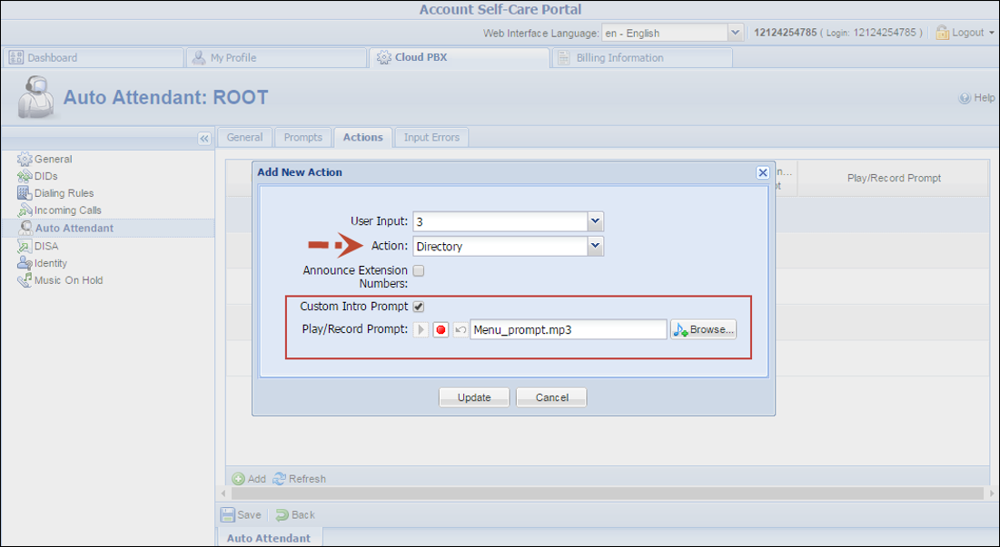 Account Self-Care Portal
Web Interface Language: en - English 12124254785 ( Login: 12124254785 ) Logout
Dashboard My Profile Cloud PBX Billing Information
Auto Attendant: ROOT Help
General Prompts Actions Input Errors
General
DIDs
Dialing Rules
Incoming Calls
Auto Attendant
DISA
Identity
Music On Hold
Play/Record Prompt
Add New Action
User Input: 3
Action: Directory
Announce Extension
Numbers:
Custom Intro Prompt
Play/Record Prompt: Menu_prompt.mp3 Browse...
Update Cancel
Add Refresh
Save Back
Auto Attendant